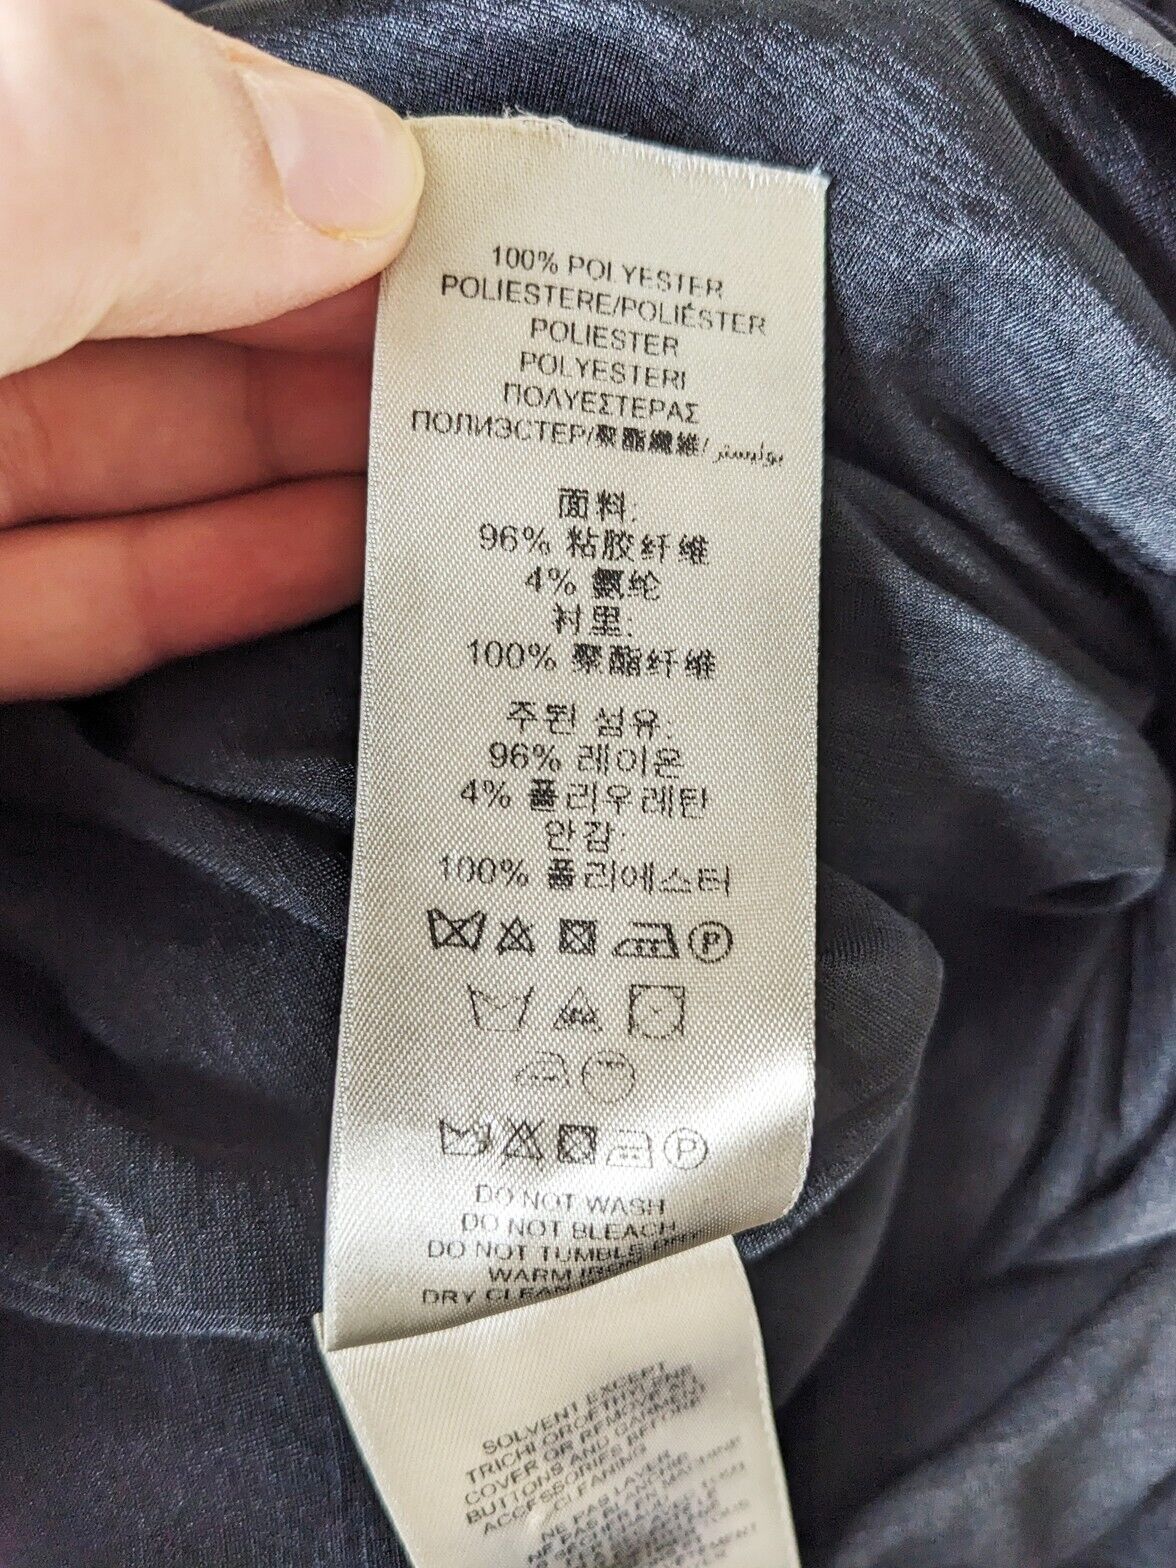 100% POLYESTER
POLIESTERE/POLIÉSTER
POLIESTER
POLYESTERI
ΠΟΛΥΕΣΤΕΡΑΣ
ПОЛИЭСТЕР/聚酯纖維/بوليستر
面料:
96% 粘胶纤维
4% 氨纶
衬里:
100% 聚酯纤维
주된 섬유:
96% 레이온
4% 폴리우레탄
안감:
100% 폴리에스터
P
P
DO NOT WASH
DO NOT BLEACH
DO NOT TUMBLE
WARM
DRY
SOLVENT EXCEPT
TRICHLOR
COVER OR REMOVE
BUTTONS AND
ACC